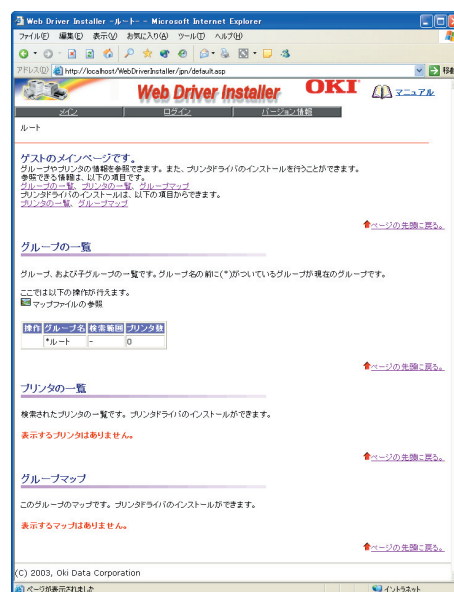 Web Driver Installer -ルート- - Microsoft Internet Explorer
ファイル(F) 編集(E) 表示(V) お気に入り(A) ツール(T) ヘルプ(H)
アドレス(D) http://localhost/WebDriverInstaller/jpn/default.asp 移動
Web Driver Installer OKI マニュアル
メイン ログイン バージョン情報
ルート
ゲストのメインページです。
グループやプリンタの情報を参照できます。また、プリンタドライバのインストールを行うことができます。
参照できる情報は、以下の項目です。
グループの一覧、プリンタの一覧、グループマップ
プリンタドライバのインストールは、以下の項目からできます。
プリンタの一覧、グループマップ
ページの先頭に戻る。
グループの一覧
グループ、および子グループの一覧です。グループ名の前に(*)がついているグループが現在のグループです。
ここでは以下の操作が行えます。
マップファイルの参照
操作 グループ名 検索範囲 プリンタ数
*ルート - 0
ページの先頭に戻る。
プリンタの一覧
検索されたプリンタの一覧です。プリンタドライバのインストールができます。
表示するプリンタはありません。
ページの先頭に戻る。
グループマップ
このグループのマップです。プリンタドライバのインストールができます。
表示するマップはありません。
ページの先頭に戻る。
(C) 2003, Oki Data Corporation
ページが表示されました イントラネット